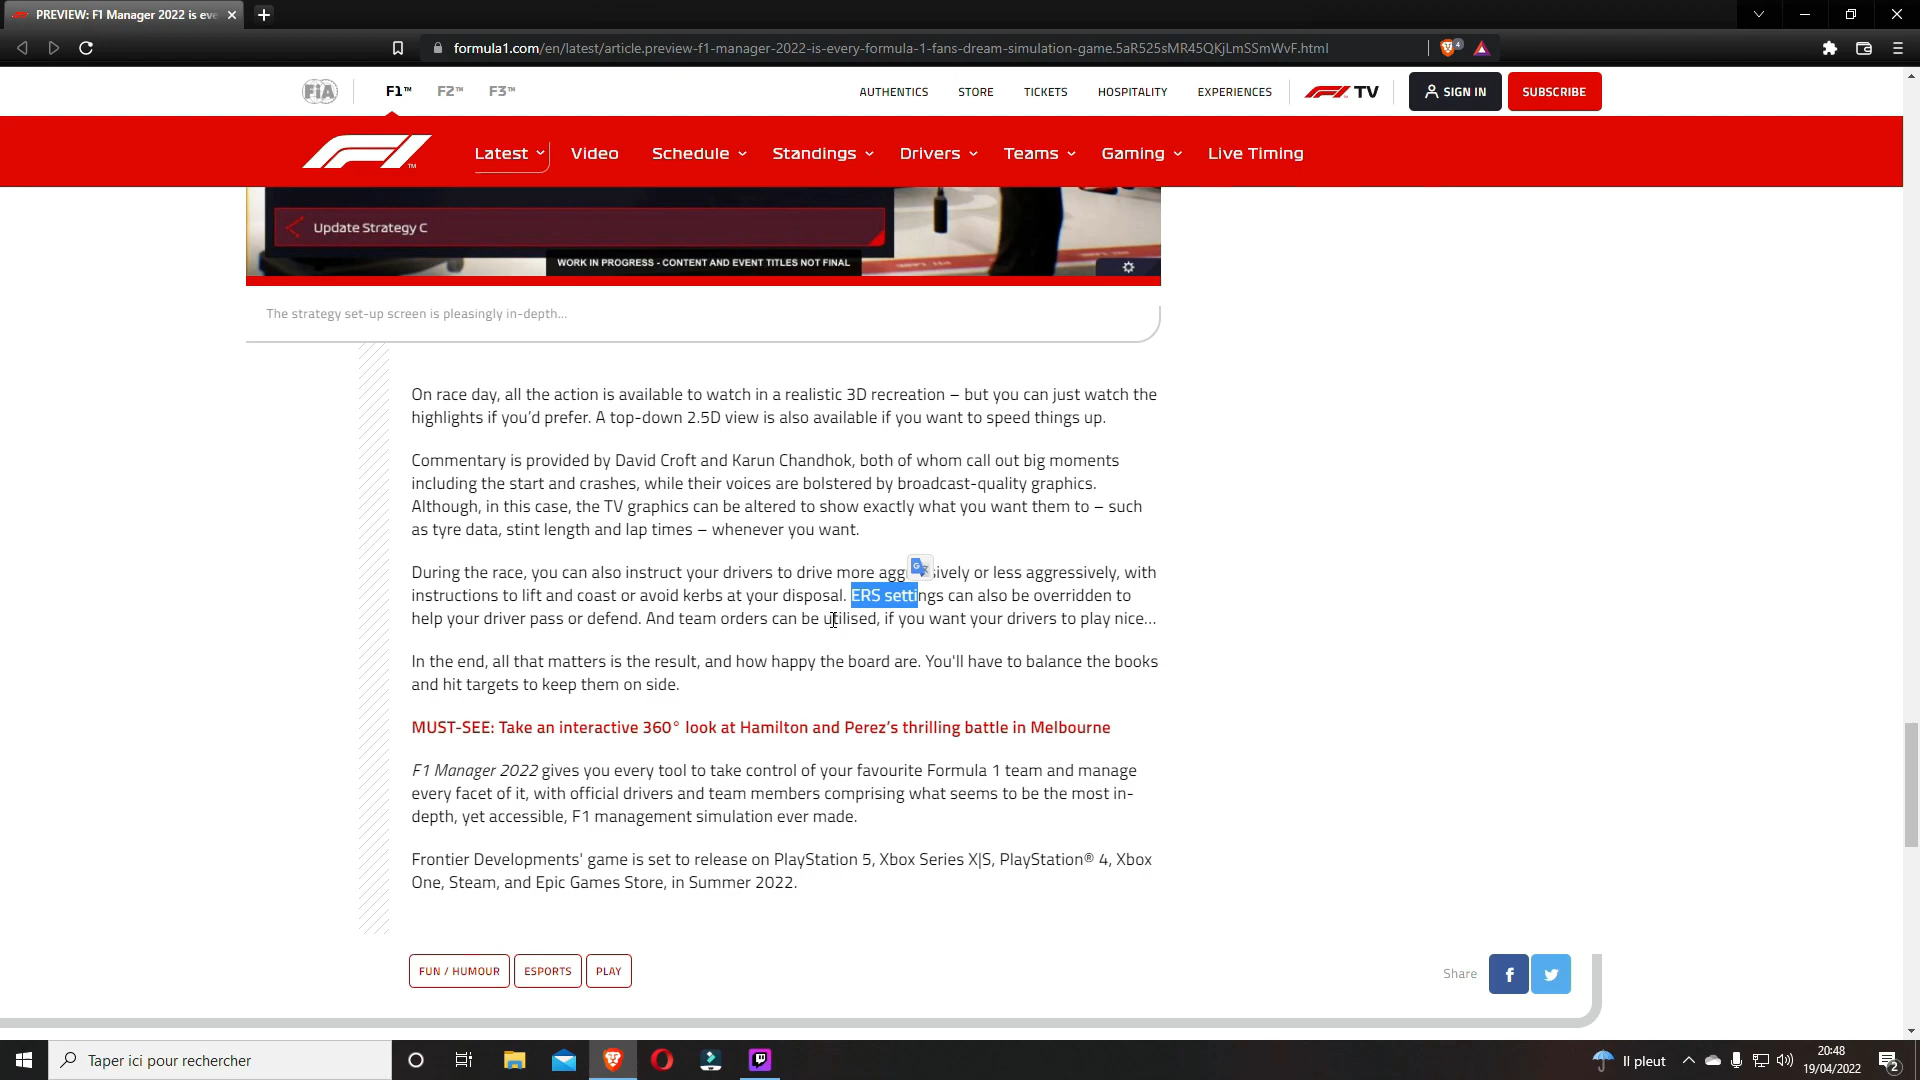 PREVIEW: F1 Manager 2022 is eve
formula1.com/en/latest/article.preview-f1-manager-2022-is-every-formula-1-fans-dream-simulation-game.5aR525sMR45QKjLmSSmWvF.html
4
FIA
F1™
F2™
F3™
AUTHENTICS
STORE
TICKETS
HOSPITALITY
EXPERIENCES
F1 TV
SIGN IN
SUBSCRIBE
Latest
Video
Schedule
Standings
Drivers
Teams
Gaming
Live Timing
Update Strategy C
WORK IN PROGRESS - CONTENT AND EVENT TITLES NOT FINAL
The strategy set-up screen is pleasingly in-depth...
On race day, all the action is available to watch in a realistic 3D recreation – but you can just watch the
highlights if you’d prefer. A top-down 2.5D view is also available if you want to speed things up.
Commentary is provided by David Croft and Karun Chandhok, both of whom call out big moments
including the start and crashes, while their voices are bolstered by broadcast-quality graphics.
Although, in this case, the TV graphics can be altered to show exactly what you want them to – such
as tyre data, stint length and lap times – whenever you want.
During the race, you can also instruct your drivers to drive more aggressively or less aggressively, with
instructions to lift and coast or avoid kerbs at your disposal. ERS settings can also be overridden to
help your driver pass or defend. And team orders can be utilised, if you want your drivers to play nice…
In the end, all that matters is the result, and how happy the board are. You'll have to balance the books
and hit targets to keep them on side.
MUST-SEE: Take an interactive 360° look at Hamilton and Perez’s thrilling battle in Melbourne
F1 Manager 2022 gives you every tool to take control of your favourite Formula 1 team and manage
every facet of it, with official drivers and team members comprising what seems to be the most in-
depth, yet accessible, F1 management simulation ever made.
Frontier Developments' game is set to release on PlayStation 5, Xbox Series X|S, PlayStation® 4, Xbox
One, Steam, and Epic Games Store, in Summer 2022.
FUN / HUMOUR
ESPORTS
PLAY
Share
Taper ici pour rechercher
Il pleut
20:48
19/04/2022
2